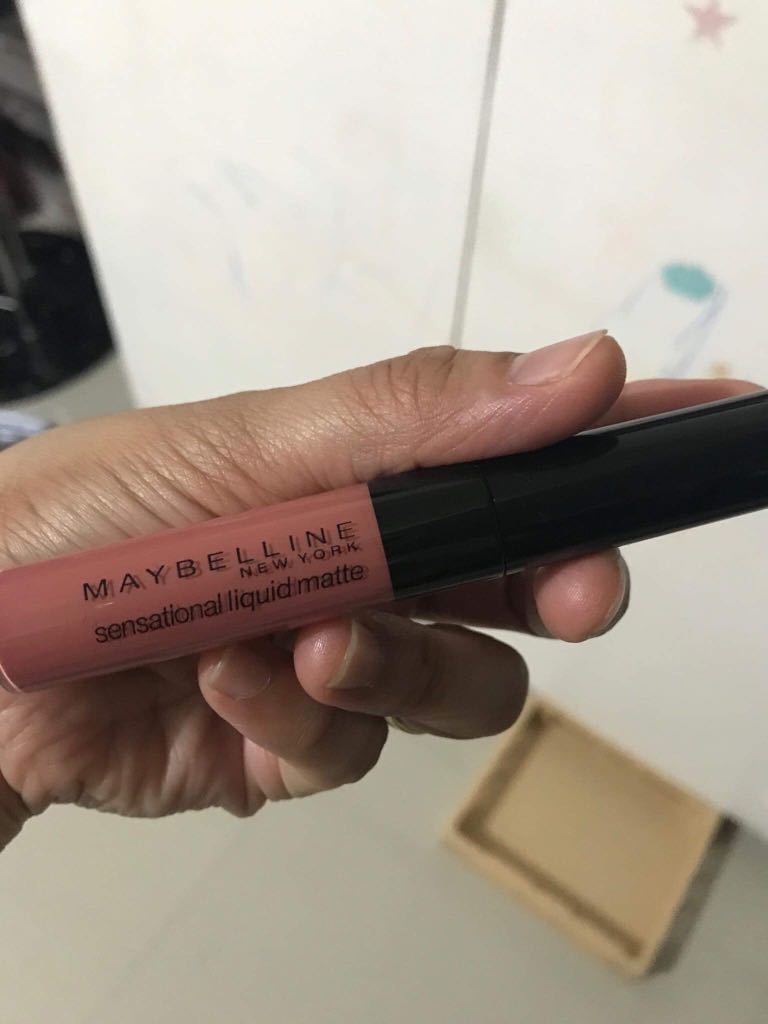 MAYBELLINE
NEW YORK
sensational liquid matte